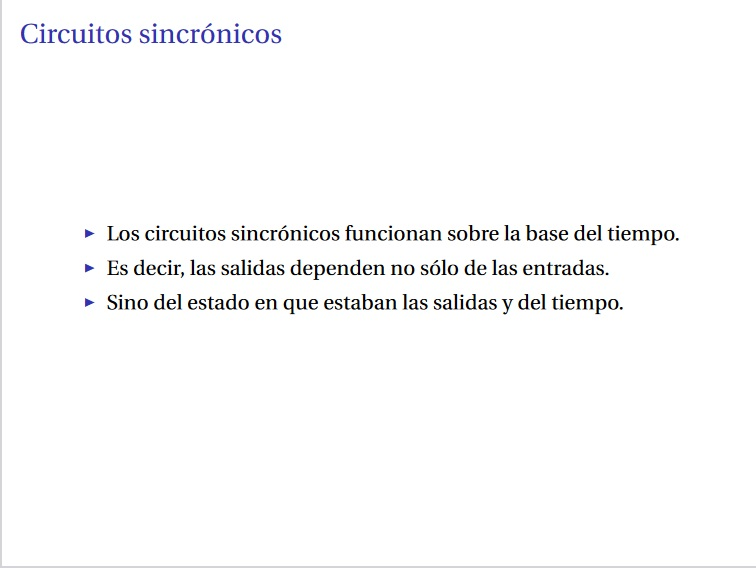 Circuitos sincrónicos
Los circuitos sincrónicos funcionan sobre la base del tiempo.
Es decir, las salidas dependen no sólo de las entradas.
Sino del estado en que estaban las salidas y del tiempo.